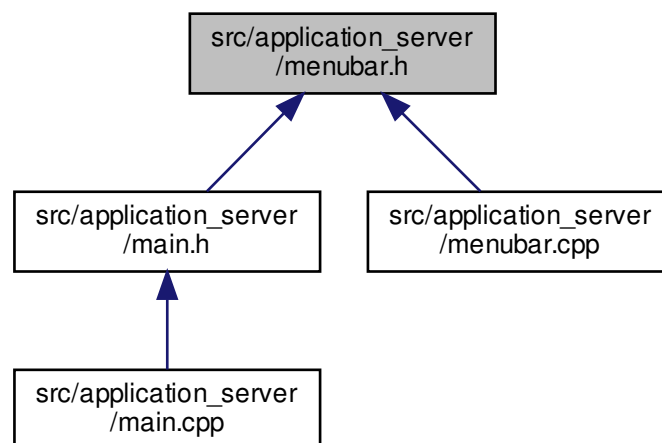 src/application_server
/menubar.h
src/application_server
/main.h
src/application_server
/menubar.cpp
src/application_server
/main.cpp